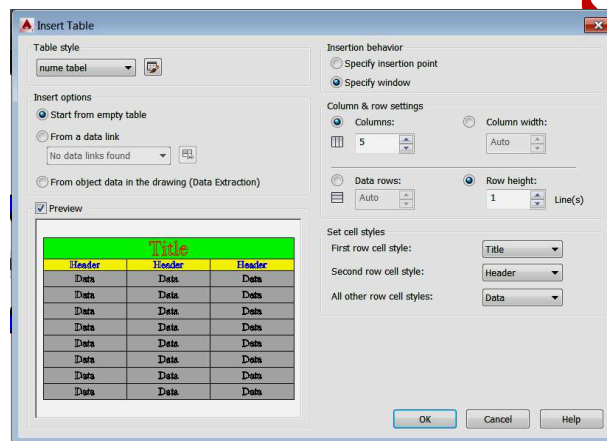 Insert Table
Table style
nume tabel
Insert options
Start from empty table
From a data link
No data links found
From object data in the drawing (Data Extraction)
Preview
Title
Header Header Header
Data Data Data
Data Data Data
Data Data Data
Data Data Data
Data Data Data
Data Data Data
Data Data Data
Data Data Data
Insertion behavior
Specify insertion point
Specify window
Column & row settings
Columns: Column width:
5 Auto
Data rows: Row height:
Auto 1 Line(s)
Set cell styles
First row cell style: Title
Second row cell style: Header
All other row cell styles: Data
OK Cancel Help